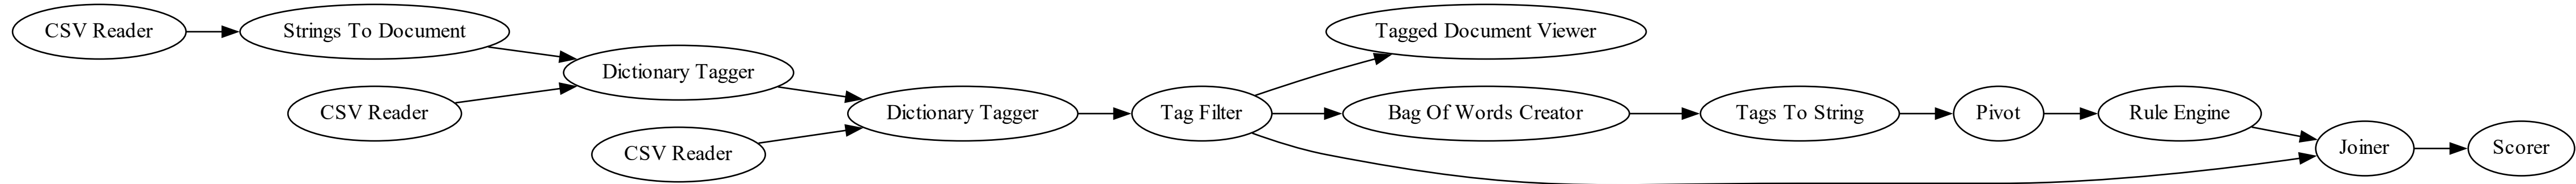 CSV Reader
Strings To Document
CSV Reader
Dictionary Tagger
CSV Reader
Dictionary Tagger
Tag Filter
Tagged Document Viewer
Bag Of Words Creator
Tags To String
Pivot
Rule Engine
Joiner
Scorer